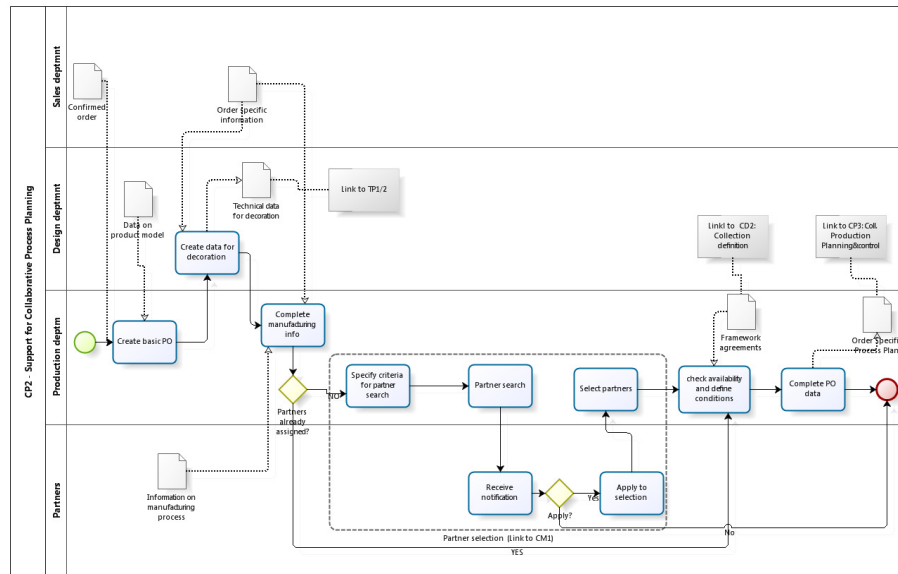 CP2 - Support for Collaborative Process Planning
Sales deptmnt
Confirmed
order
Order specific
information
Design deptmnt
Data on
product model
Create data for
decoration
Technical data
for decoration
Link to TP1/2
Linkl to CD2:
Collection
definition
Link to CP3: Coll.
Production
Planning&control
Production deptm
Create basic PO
Complete
manufacturing
info
Partners
already
assigned?
NO
Specify criteria
for partner
search
Partner search
Select partners
Framework
agreements
check availability
and define
conditions
Complete PO
data
Order Specific
Process Plan
Partners
Information on
manufacturing
process
Receive
notification
Apply?
Yes
Apply to
selection
No
Partner selection (Link to CM1)
YES